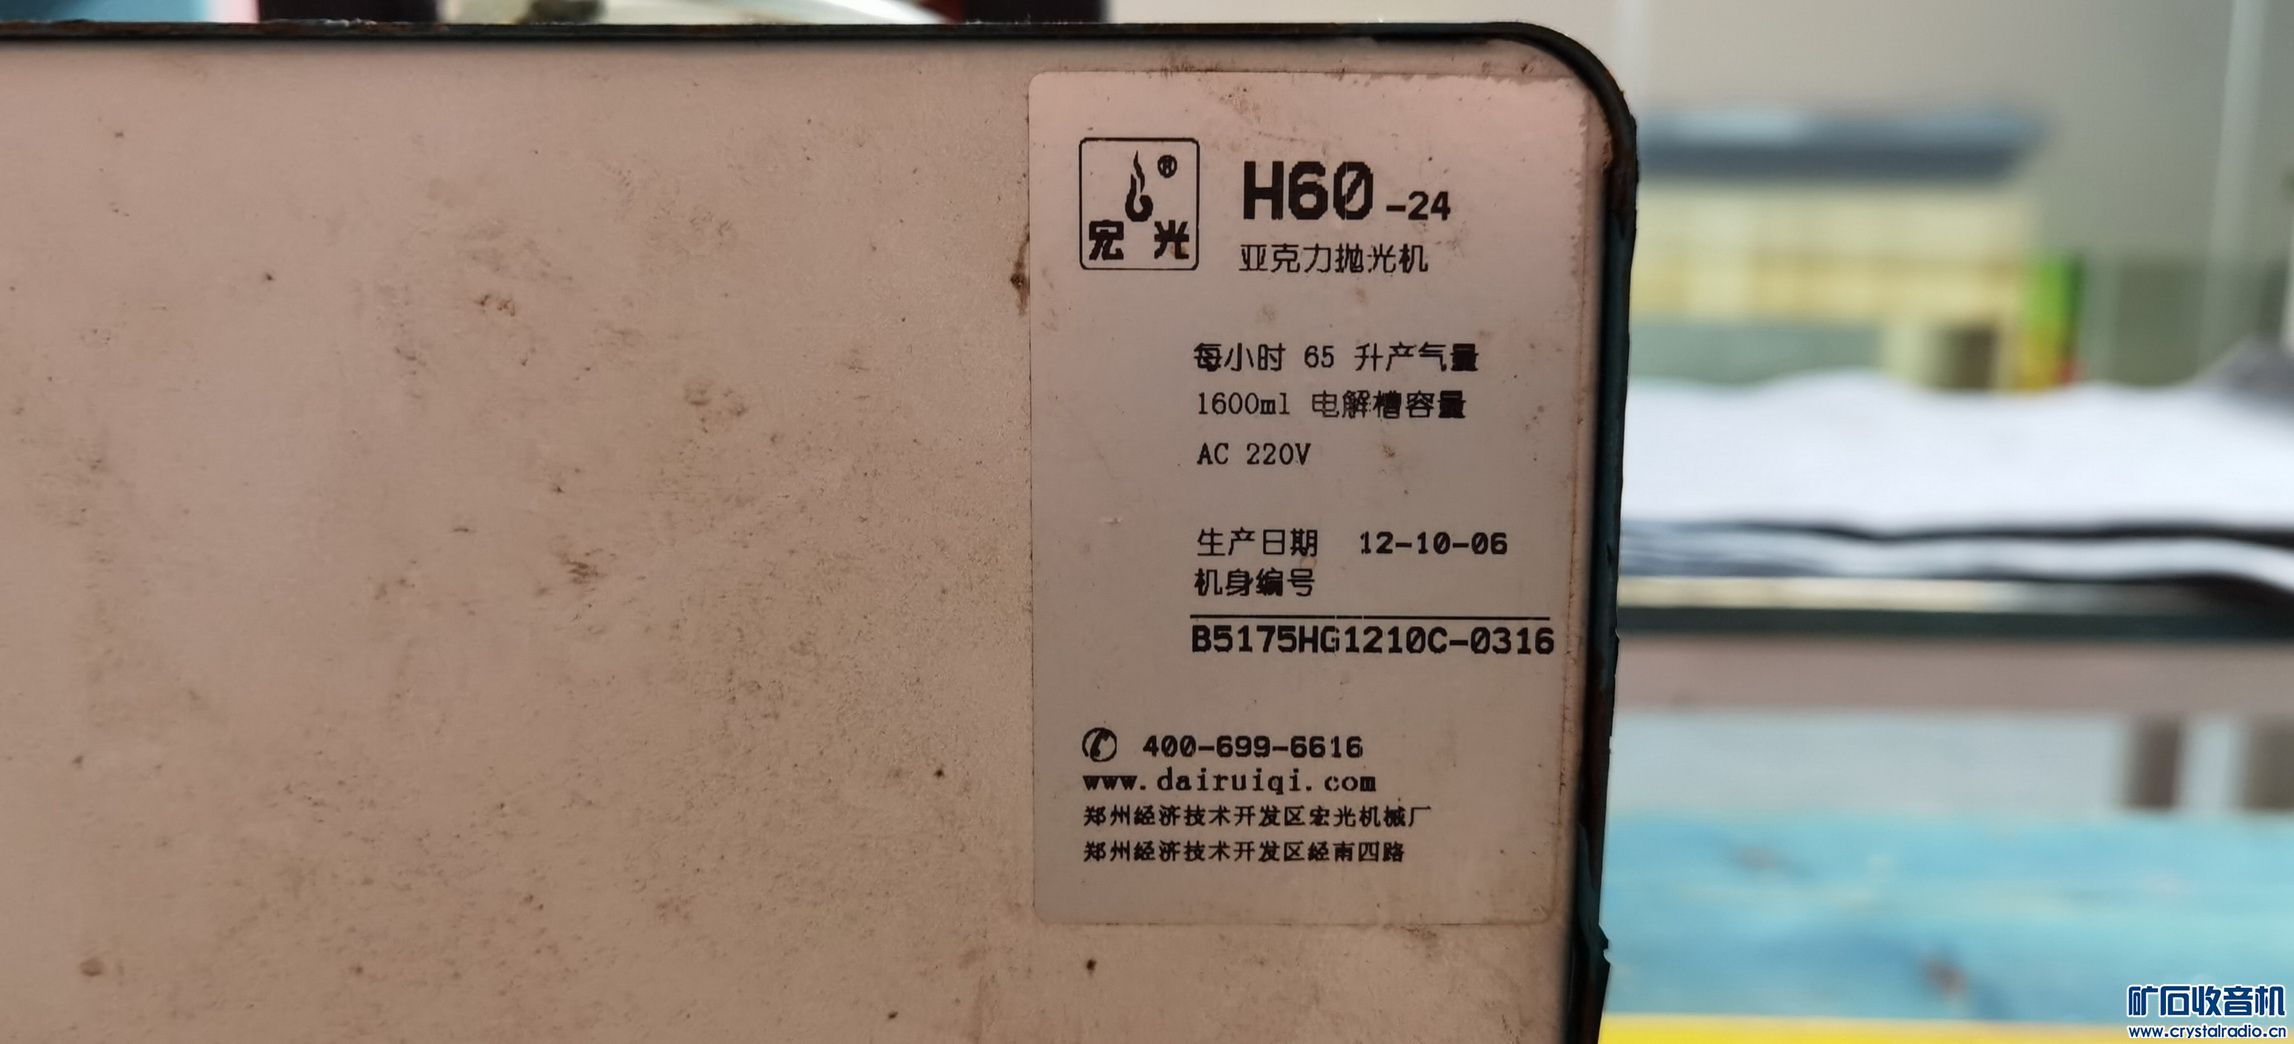 ®
宏光
H60-24
亚克力抛光机
每小时 65 升产气量
1600ml 电解槽容量
AC 220V
生产日期 12-10-06
机身编号
B5175HG1210C-0316
400-699-6616
www.dairuiqi.com
郑州经济技术开发区宏光机械厂
郑州经济技术开发区经南四路
矿石收音机
www.crystalradio.cn